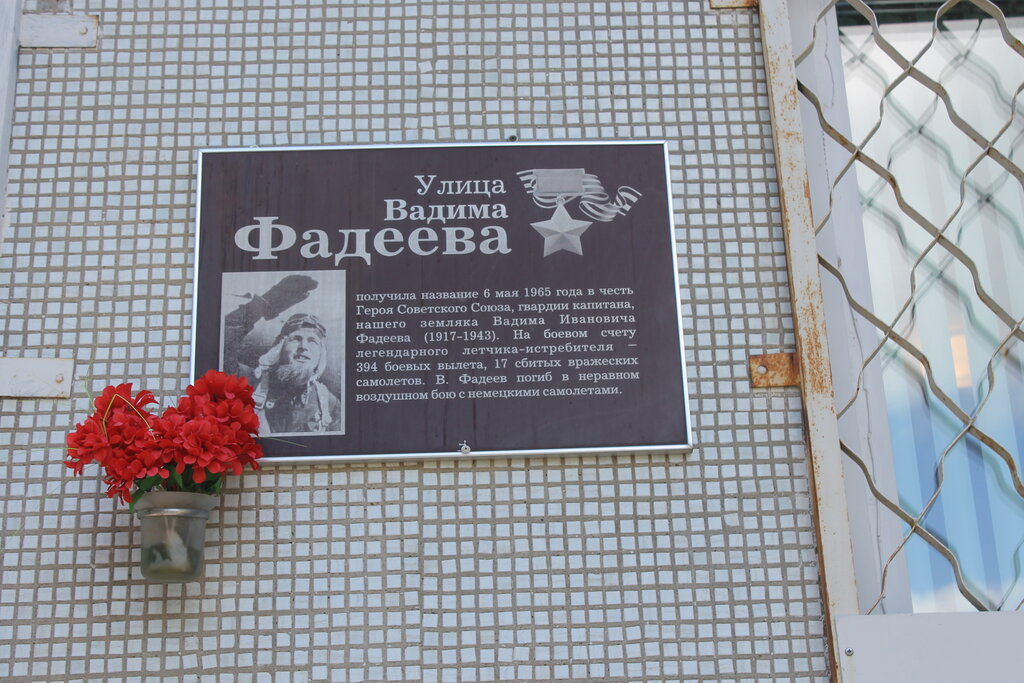 Улица
Вадима
Фадеева
получила название 6 мая 1965 года в честь
Героя Советского Союза, гвардии капитана,
нашего земляка Вадима Ивановича
Фадеева (1917-1943). На боевом счету
легендарного летчика-истребителя —
394 боевых вылета, 17 сбитых вражеских
самолетов. В. Фадеев погиб в неравном
воздушном бою с немецкими самолетами.